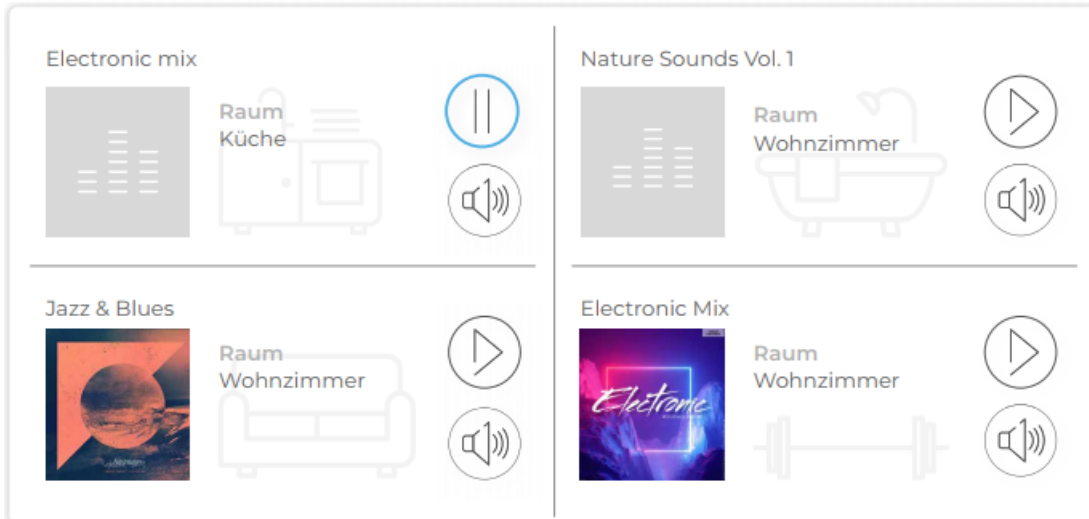 Electronic mix
Raum
Küche
Nature Sounds Vol. 1
Raum
Wohnzimmer
Jazz & Blues
Raum
Wohnzimmer
Electronic Mix
Electronic
Raum
Wohnzimmer